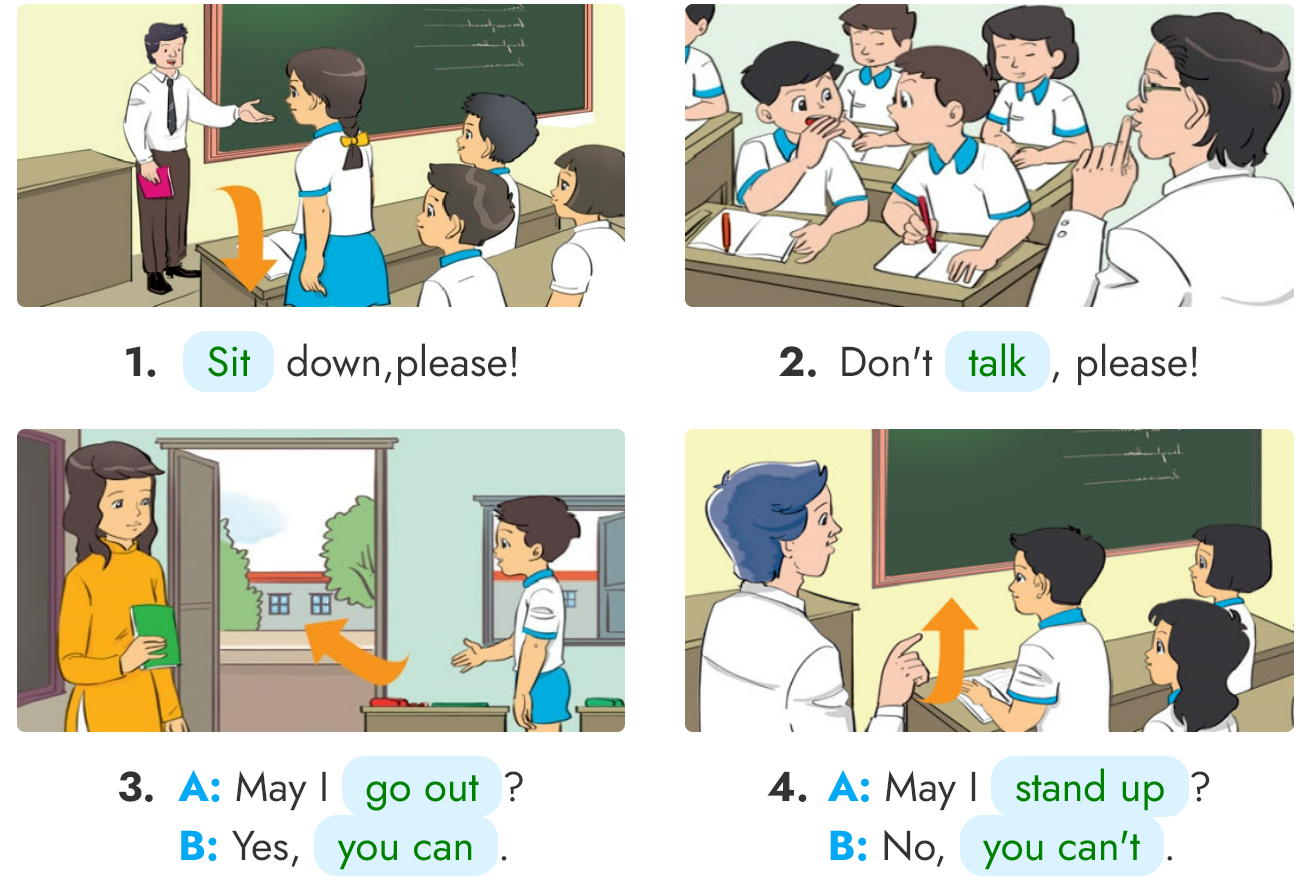 1. Sit down,please!
2. Don't talk, please!
3. A: May I go out ?
B: Yes, you can .
4. A: May I stand up ?
B: No, you can't .